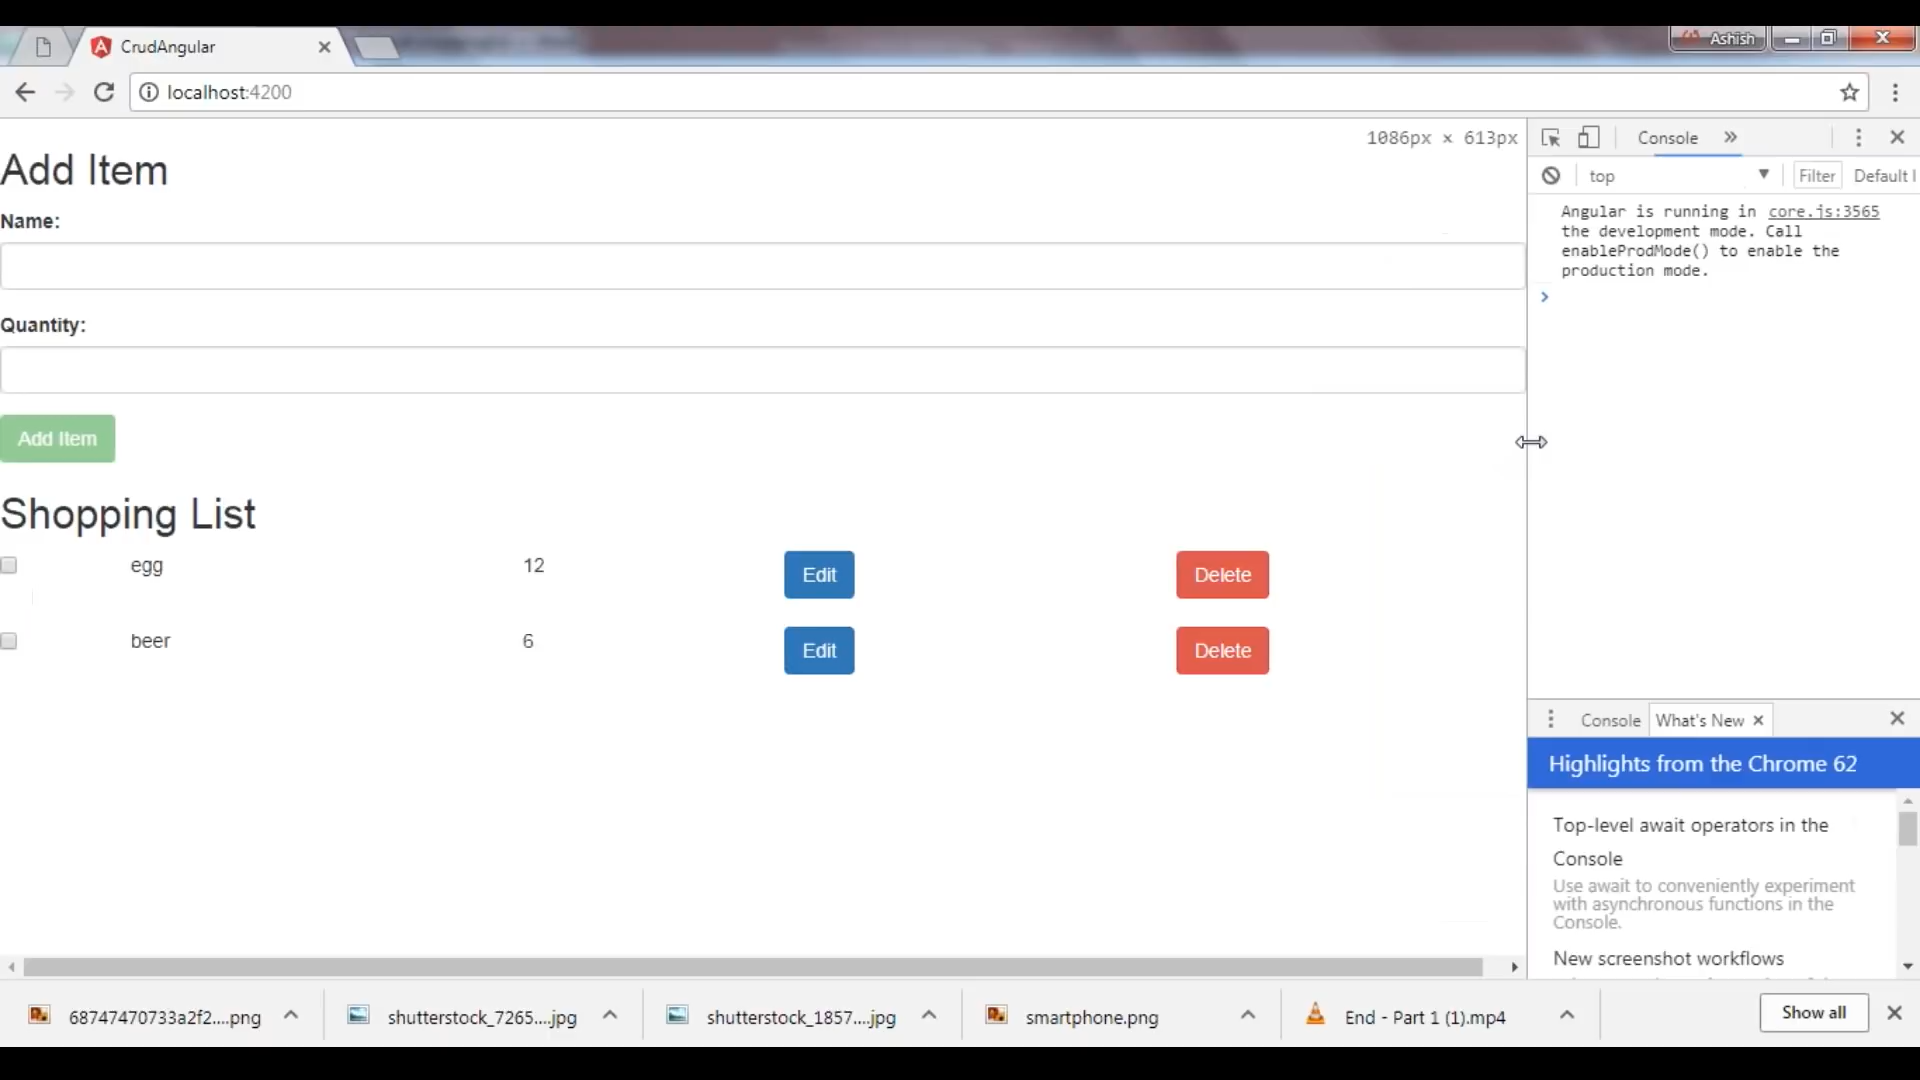 CrudAngular
Ashish
localhost:4200
1086px × 613px
Console
top
Filter
Default l
Angular is running in core.js:3565
the development mode. Call
enableProdMode() to enable the
production mode.
Add Item
Name:
Quantity:
Add Item
Shopping List
egg 12 Edit Delete
beer 6 Edit Delete
Console What's New
Highlights from the Chrome 62
Top-level await operators in the
Console
Use await to conveniently experiment
with asynchronous functions in the
Console.
New screenshot workflows
68747470733a2f2....png
shutterstock_7265....jpg
shutterstock_1857....jpg
smartphone.png
End - Part 1 (1).mp4
Show all